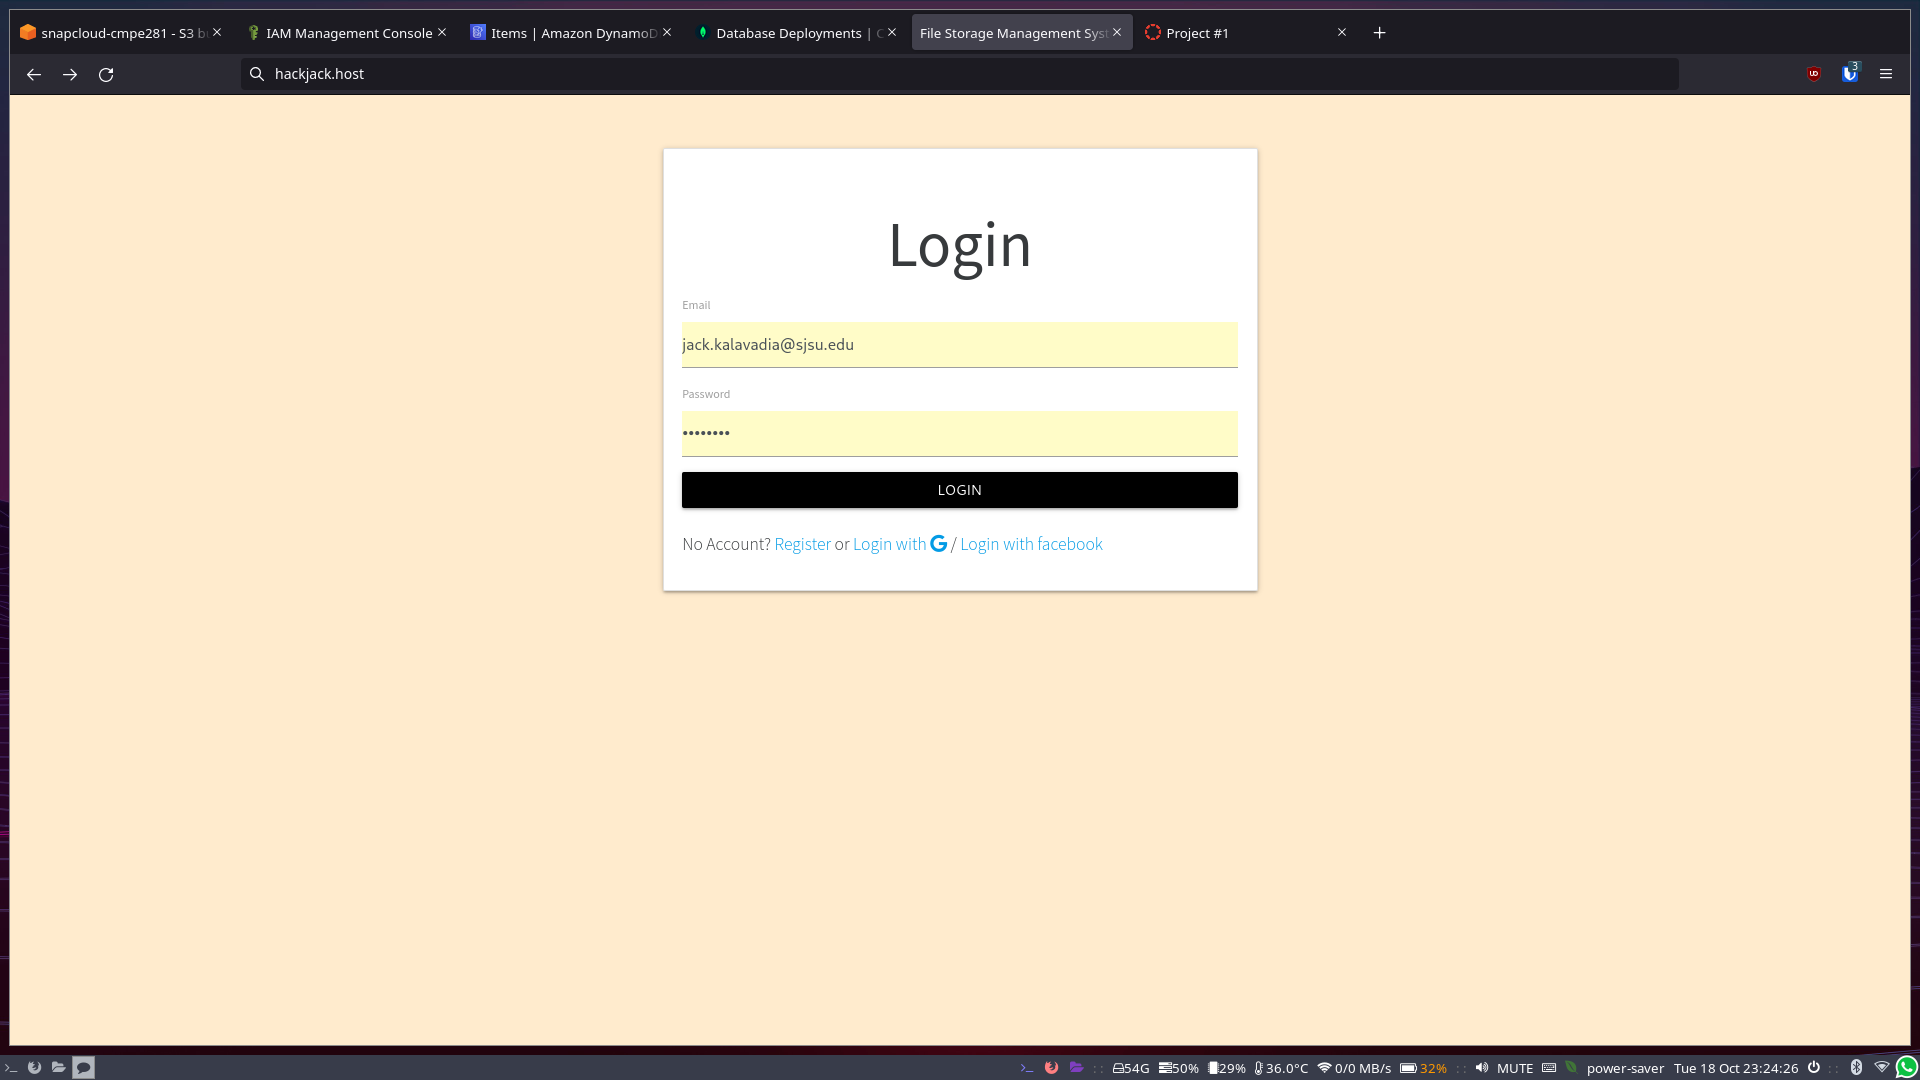 snapcloud-cmpe281 - S3 bu
IAM Management Console
Items | Amazon DynamoD
Database Deployments | C
File Storage Management Syst
Project #1
hackjack.host
3
Login
Email
jack.kalavadia@sjsu.edu
Password
••••••••
LOGIN
No Account? Register or Login with G / Login with facebook
54G 50% 29% 36.0°C 0/0 MB/s 32% :: MUTE power-saver Tue 18 Oct 23:24:26